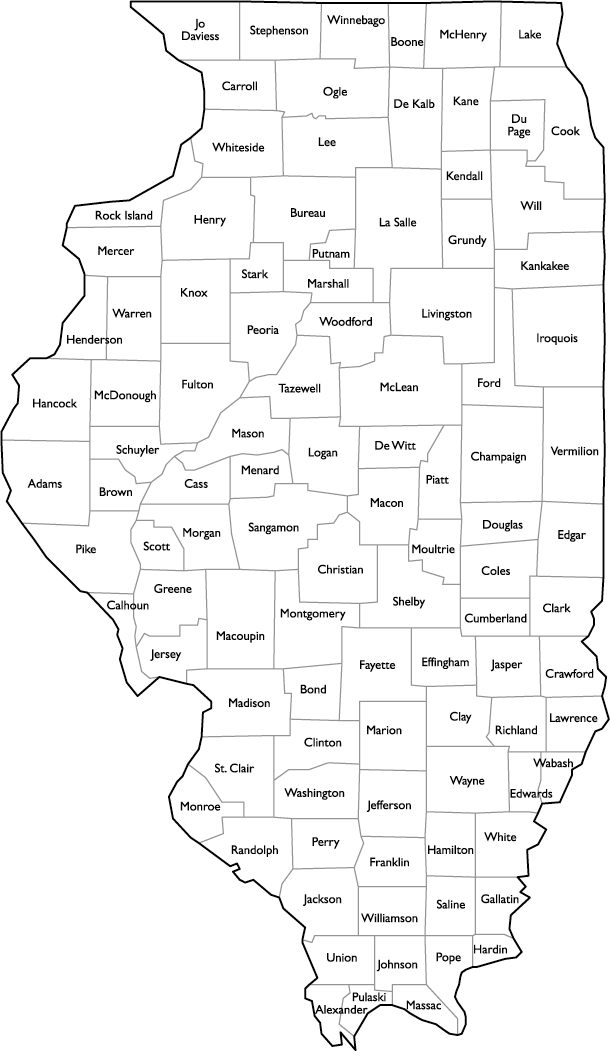 Jo
Daviess
Stephenson
Winnebago
Boone
McHenry
Lake
Carroll
Ogle
De Kalb
Kane
Du
Page
Cook
Whiteside
Lee
Kendall
Rock Island
Henry
Bureau
La Salle
Will
Mercer
Putnam
Grundy
Kankakee
Stark
Marshall
Knox
Warren
Peoria
Woodford
Livingston
Henderson
Iroquois
Fulton
Tazewell
McLean
Ford
Hancock
McDonough
Mason
Schuyler
Logan
De Witt
Champaign
Vermilion
Adams
Brown
Cass
Menard
Piatt
Macon
Sangamon
Douglas
Edgar
Pike
Scott
Morgan
Moultrie
Christian
Coles
Greene
Calhoun
Montgomery
Shelby
Cumberland
Clark
Macoupin
Jersey
Fayette
Effingham
Jasper
Crawford
Bond
Madison
Clay
Lawrence
Marion
Richland
Clinton
St. Clair
Wabash
Wayne
Washington
Edwards
Monroe
Jefferson
Perry
White
Randolph
Hamilton
Franklin
Jackson
Saline
Gallatin
Williamson
Union
Johnson
Pope
Hardin
Pulaski
Alexander
Massac